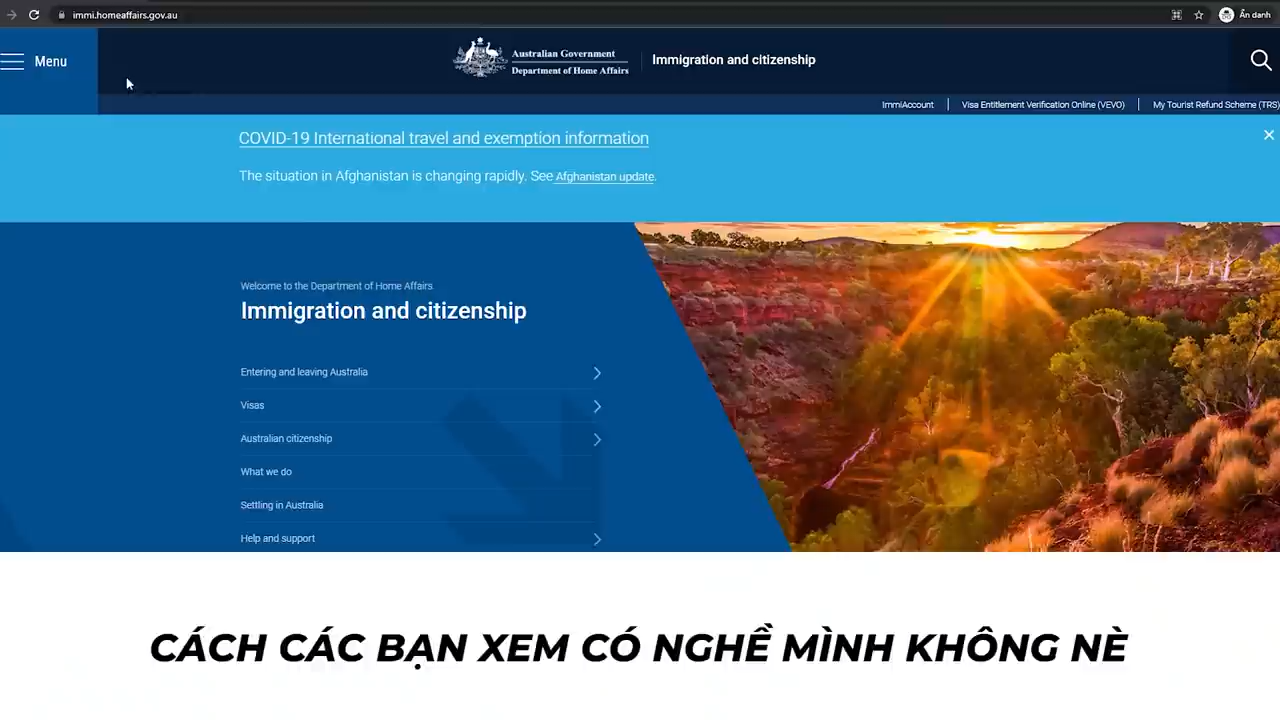 immi.homeaffairs.gov.au
Ẩn danh
Menu
Australian Government
Department of Home Affairs
Immigration and citizenship
ImmiAccount
Visa Entitlement Verification Online (VEVO)
My Tourist Refund Scheme (TRS)
COVID-19 International travel and exemption information
The situation in Afghanistan is changing rapidly. See Afghanistan update.
Welcome to the Department of Home Affairs
Immigration and citizenship
Entering and leaving Australia
Visas
Australian citizenship
What we do
Settling in Australia
Help and support
CÁCH CÁC BẠN XEM CÓ NGHỀ MÌNH KHÔNG NÈ